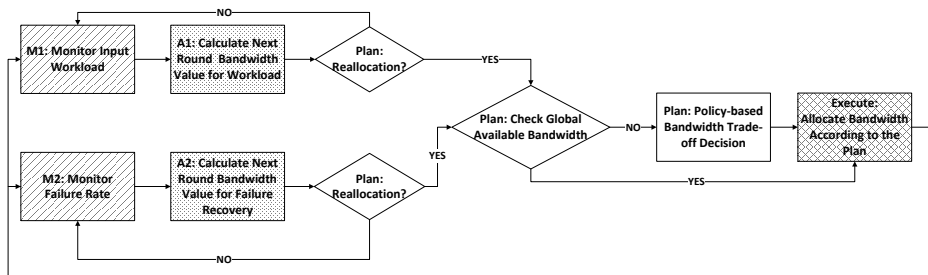 NO
M1: Monitor Input
Workload
A1: Calculate Next
Round Bandwidth
Value for Workload
Plan:
Reallocation?
YES
Plan: Check Global
Available Bandwidth
NO
Plan: Policy-based
Bandwidth Trade-
off Decision
Execute:
Allocate Bandwidth
According to the
Plan
YES
YES
M2: Monitor
Failure Rate
A2: Calculate Next
Round Bandwidth
Value for Failure
Recovery
Plan:
Reallocation?
NO